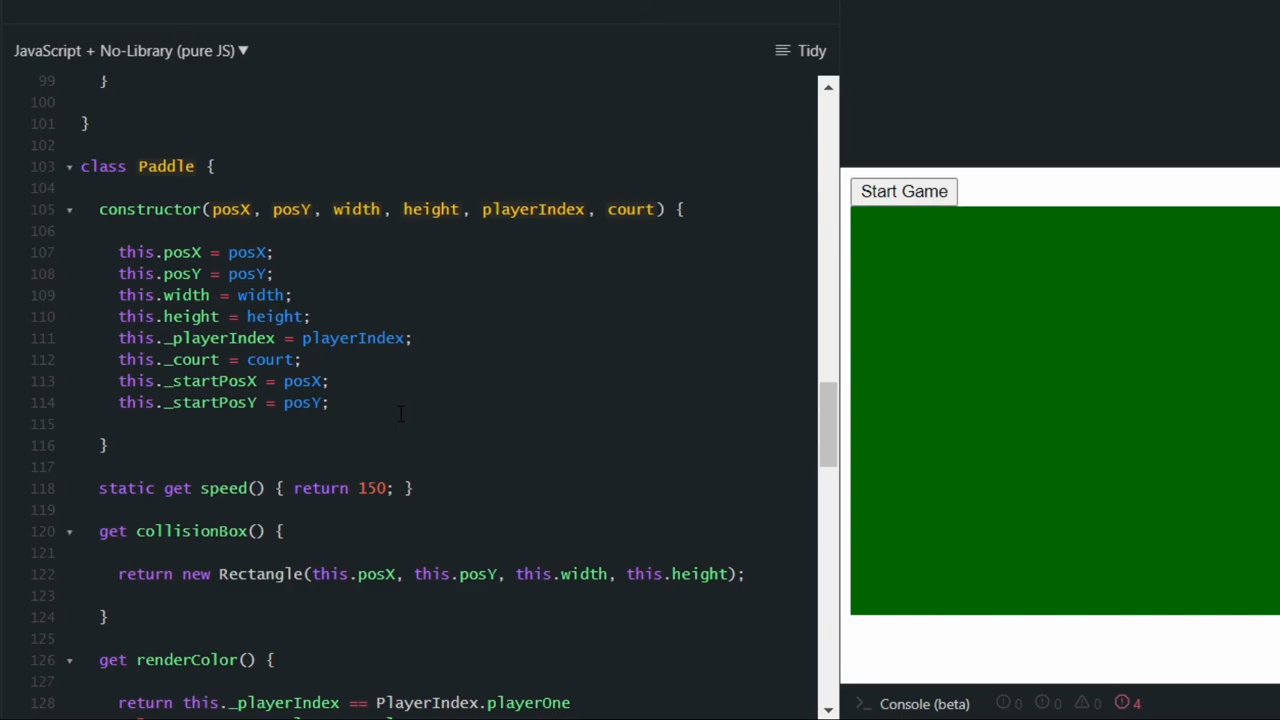 JavaScript + No-Library (pure JS) ▼
Tidy
99 }
100
101 }
102
103 class Paddle {
104
105 constructor(posX, posY, width, height, playerIndex, court) {
106
107 this.posX = posX;
108 this.posY = posY;
109 this.width = width;
110 this.height = height;
111 this._playerIndex = playerIndex;
112 this._court = court;
113 this._startPosX = posX;
114 this._startPosY = posY;
115
116 }
117
118 static get speed() { return 150; }
119
120 get collisionBox() {
121
122 return new Rectangle(this.posX, this.posY, this.width, this.height);
123
124 }
125
126 get renderColor() {
127
128 return this._playerIndex == PlayerIndex.playerOne
Start Game
Console (beta) 0 0 0 4